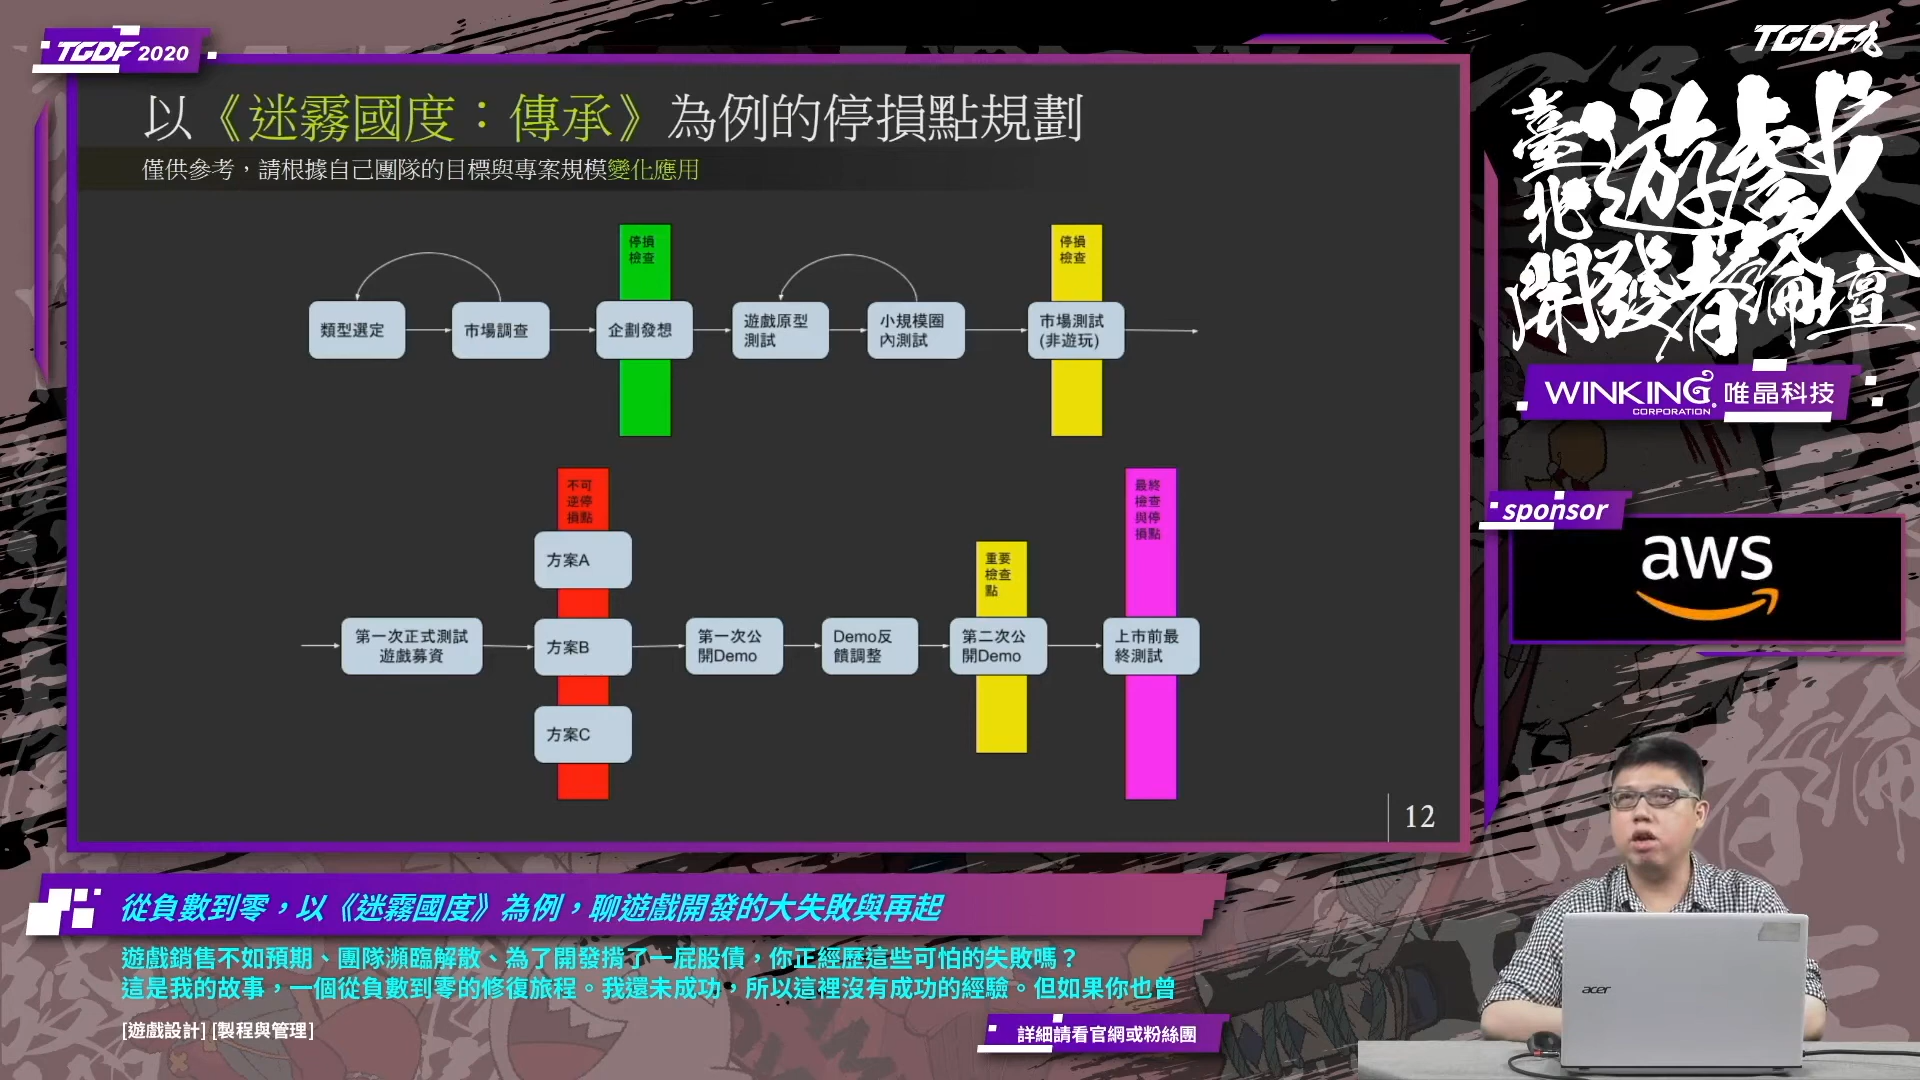 TGDF 2020
以《迷霧國度：傳承》為例的停損點規劃
僅供參考，請根據自己團隊的目標與專案規模變化應用
停損
檢查
停損
檢查
類型選定
市場調查
企劃發想
遊戲原型
測試
小規模圈
內測試
市場測試
(非遊玩)
不可
逆停
損點
方案A
第一次正式測試
遊戲募資
方案B
方案C
第一次公
開Demo
Demo反
饋調整
重要
檢查
點
第二次公
開Demo
最終
檢查
與停
損點
上市前最
終測試
12
TGDF九
臺北遊戲
開發者論壇
WINKING CORPORATION 唯晶科技
sponsor
aws
acer
從負數到零，以《迷霧國度》為例，聊遊戲開發的大失敗與再起
遊戲銷售不如預期、團隊瀕臨解散、為了開發揹了一屁股債，你正經歷這些可怕的失敗嗎？
這是我的故事，一個從負數到零的修復旅程。我還未成功，所以這裡沒有成功的經驗。但如果你也曾
[遊戲設計] [製程與管理]
詳細請看官網或粉絲團